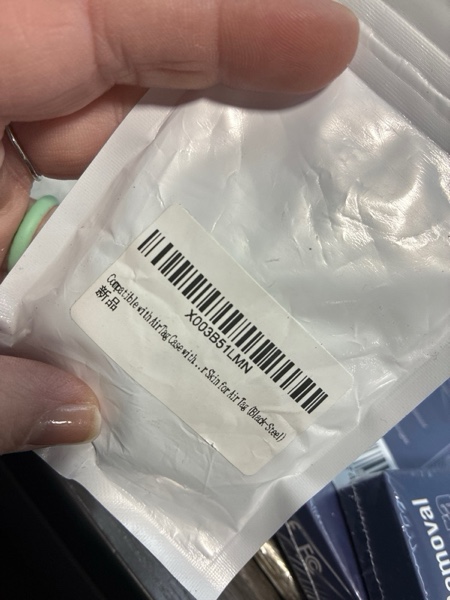 X003B51LMN
Compatible with AirTag Case with...r Skin for Air Tag (Black-Steel)
新品
moval